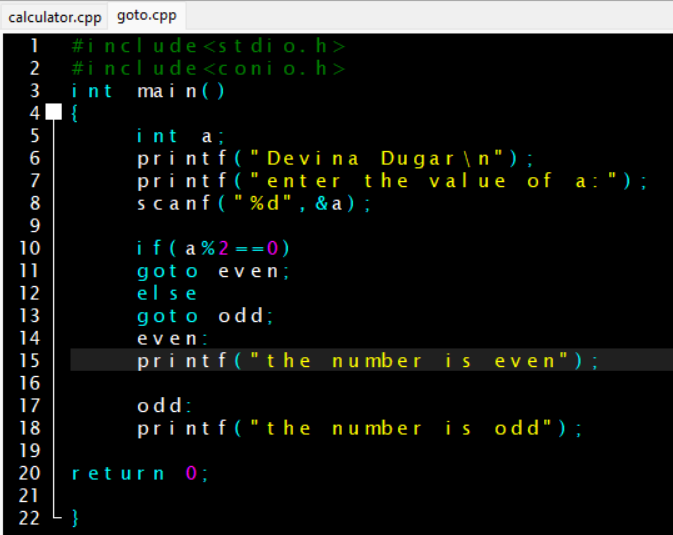 calculator.cpp goto.cpp
1 #include<stdio.h>
2 #include<conio.h>
3 int main()
4 {
5 int a;
6 printf("Devina Dugar\n");
7 printf("enter the value of a:");
8 scanf("%d",&a);
9
10 if(a%2==0)
11 goto even;
12 else
13 goto odd;
14 even:
15 printf("the number is even");
16
17 odd:
18 printf("the number is odd");
19
20 return 0;
21
22 }